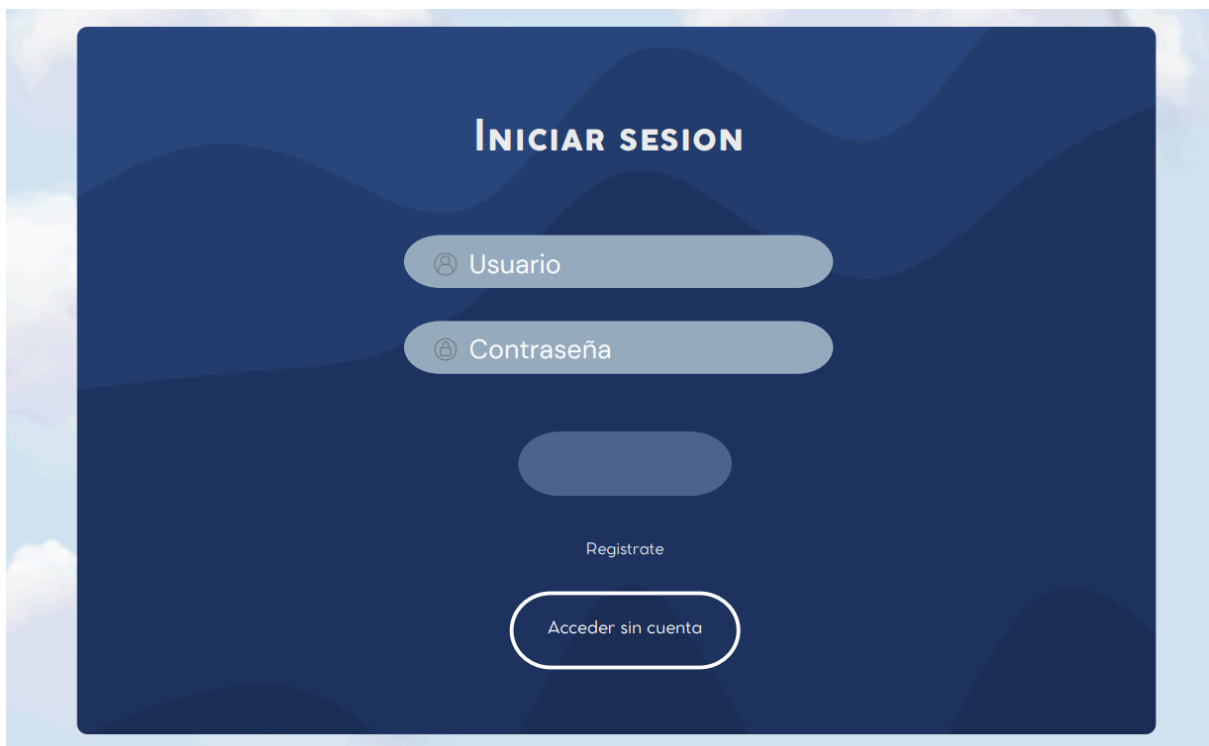 Iniciar sesion
Usuario
Contraseña
Registrate
Acceder sin cuenta